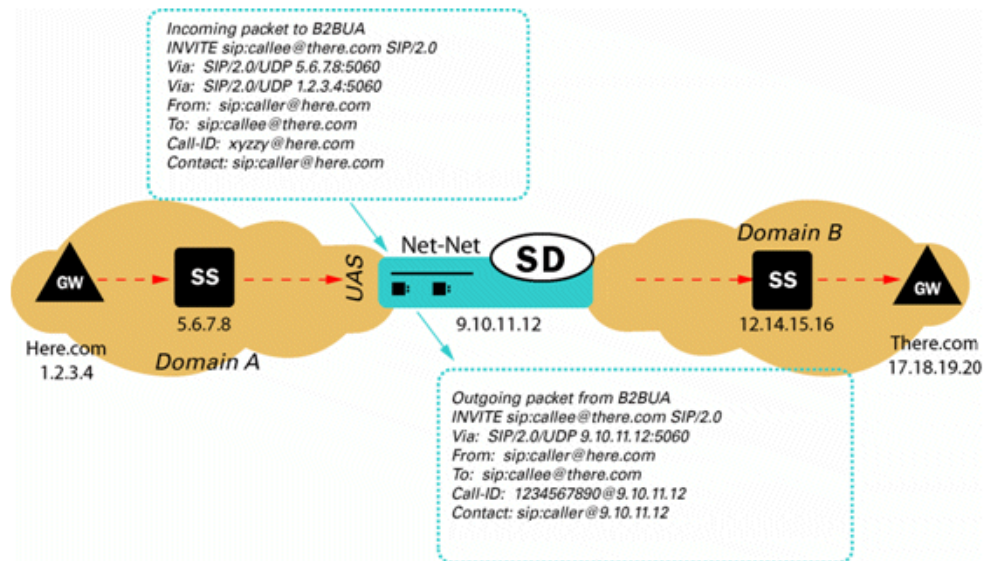 Incoming packet to B2BUA
INVITE sip:callee@there.com SIP/2.0
Via: SIP/2.0/UDP 5.6.7.8:5060
Via: SIP/2.0/UDP 1.2.3.4:5060
From: sip:caller@here.com
To: sip:callee@there.com
Call-ID: xyzzy@here.com
Contact: sip:caller@here.com
GW
Here.com
1.2.3.4
SS
5.6.7.8
Domain A
UAS
Net-Net
SD
9.10.11.12
Domain B
SS
12.14.15.16
GW
There.com
17.18.19.20
Outgoing packet from B2BUA
INVITE sip:callee@there.com SIP/2.0
Via: SIP/2.0/UDP 9.10.11.12:5060
From: sip:caller@here.com
To: sip:callee@there.com
Call-ID: 1234567890@9.10.11.12
Contact: sip:caller@9.10.11.12